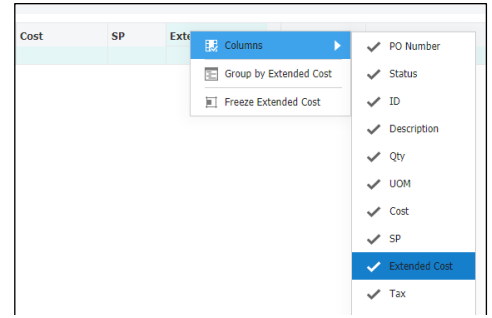 Cost SP Exte
Columns
Group by Extended Cost
Freeze Extended Cost
PO Number
Status
ID
Description
Qty
UOM
Cost
SP
Extended Cost
Tax